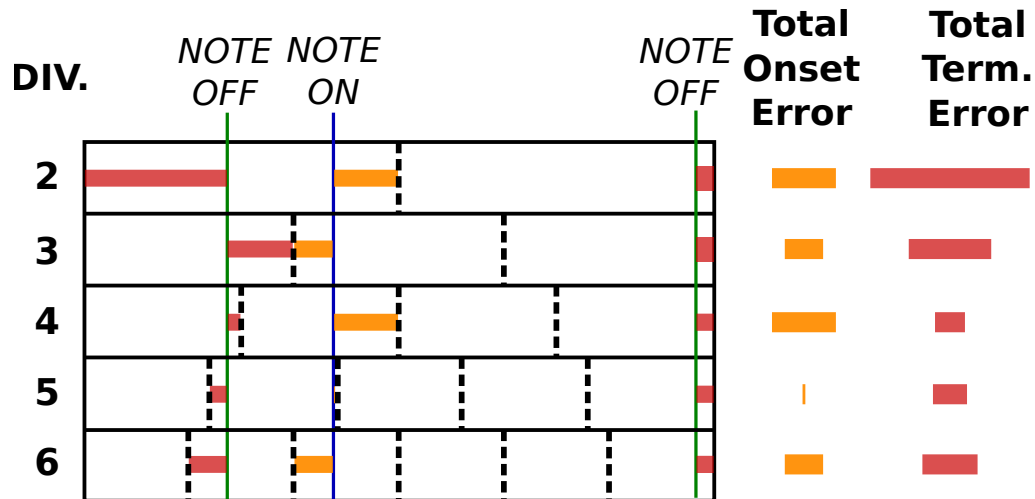 DIV.
NOTE
OFF
NOTE
ON
NOTE
OFF
Total
Onset
Error
Total
Term.
Error
2
3
4
5
6